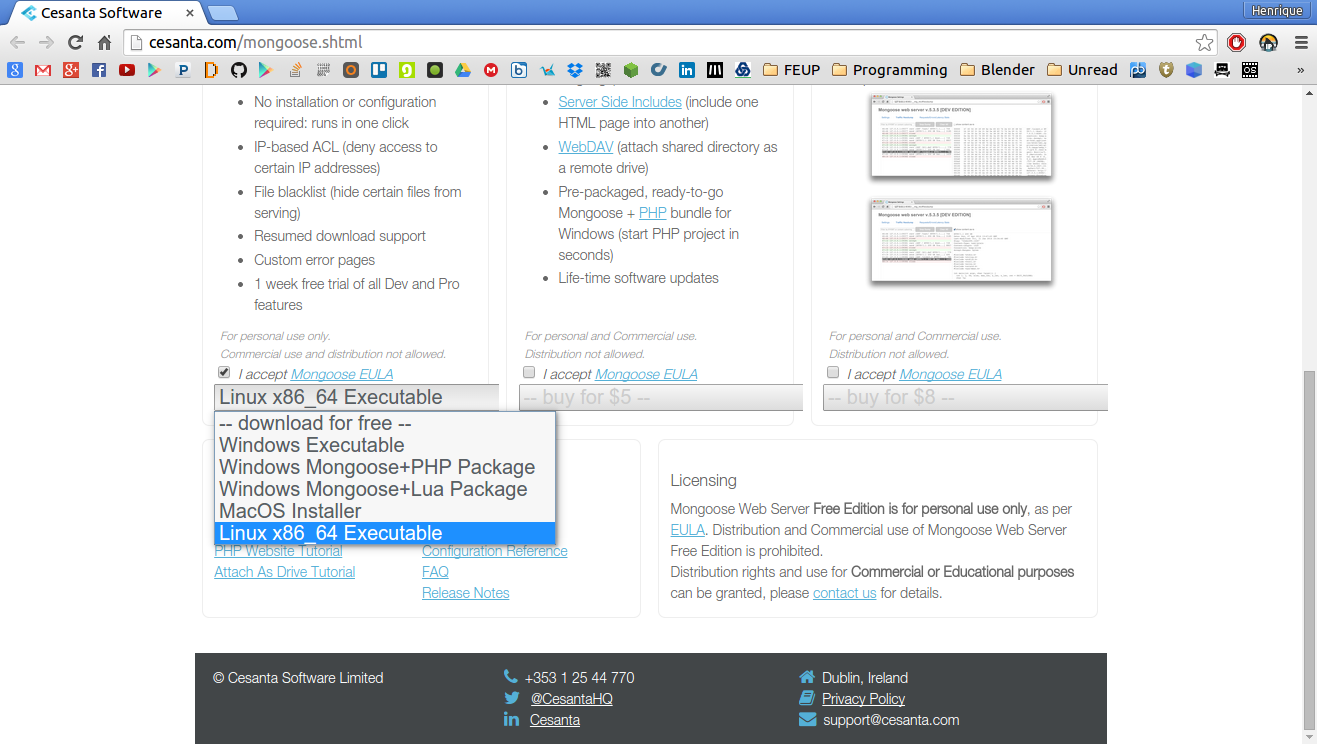 Cesanta Software
Henrique
cesanta.com/mongoose.shtml
FEUP
Programming
Blender
Unread
»
No installation or configuration
required: runs in one click
IP-based ACL (deny access to
certain IP addresses)
File blacklist (hide certain files from
serving)
Resumed download support
Custom error pages
1 week free trial of all Dev and Pro
features
For personal use only.
Commercial use and distribution not allowed.
I accept Mongoose EULA
Linux x86_64 Executable
-- download for free --
Windows Executable
Windows Mongoose+PHP Package
Windows Mongoose+Lua Package
MacOS Installer
Linux x86_64 Executable
Server Side Includes (include one
HTML page into another)
WebDAV (attach shared directory as
a remote drive)
Pre-packaged, ready-to-go
Mongoose + PHP bundle for
Windows (start PHP project in
seconds)
Life-time software updates
For personal and Commercial use.
Distribution not allowed.
I accept Mongoose EULA
-- buy for $5 --
Mongoose web server v.3.3.5 [DEV EDITION]
Mongoose web server v.3.3.5 [DEV EDITION]
For personal and Commercial use.
Distribution not allowed.
I accept Mongoose EULA
-- buy for $8 --
PHP Website Tutorial
Attach As Drive Tutorial
Configuration Reference
FAQ
Release Notes
Licensing
Mongoose Web Server Free Edition is for personal use only, as per
EULA. Distribution and Commercial use of Mongoose Web Server
Free Edition is prohibited.
Distribution rights and use for Commercial or Educational purposes
can be granted, please contact us for details.
© Cesanta Software Limited
+353 1 25 44 770
@CesantaHQ
Cesanta
Dublin, Ireland
Privacy Policy
support@cesanta.com